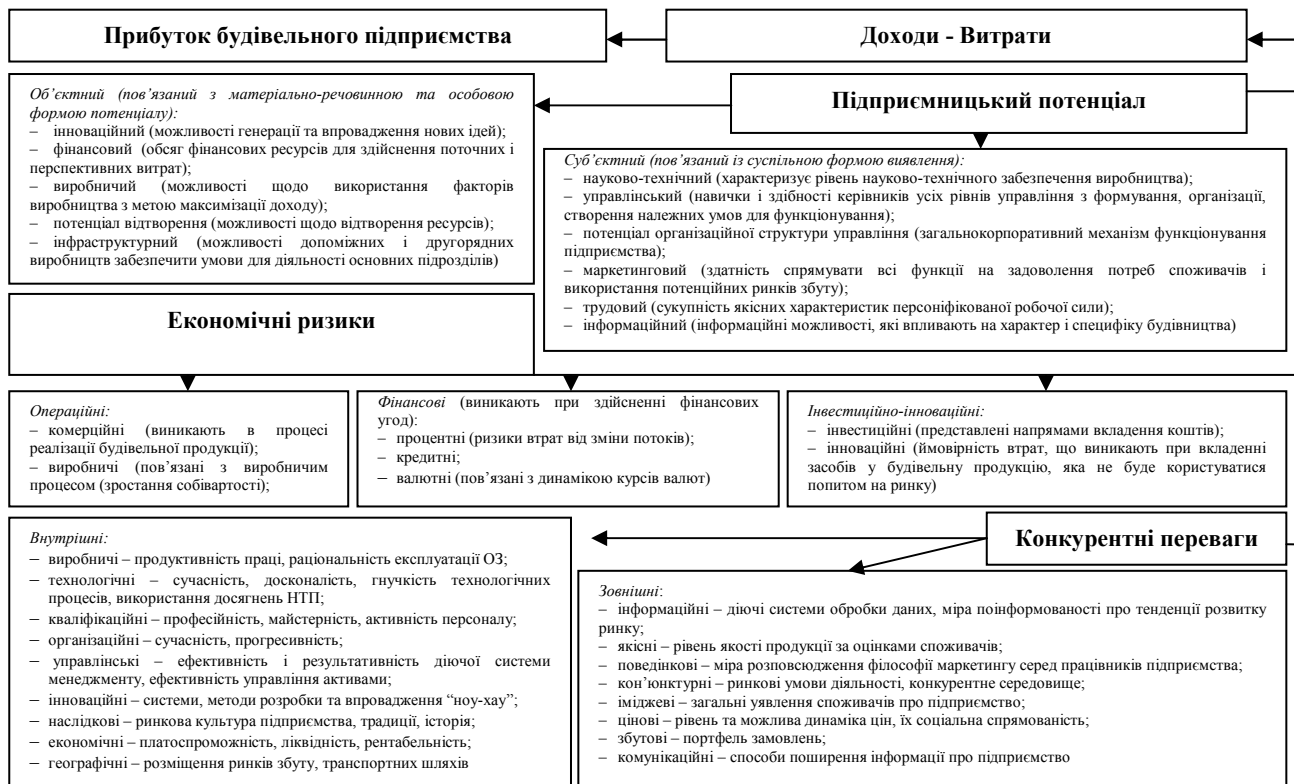 Прибуток будівельного підприємства
Доходи - Витрати
Об’єктний (пов’язаний з матеріально-речовинною та особовою
формою потенціалу):
– інноваційний (можливості генерації та впровадження нових ідей);
– фінансовий (обсяг фінансових ресурсів для здійснення поточних і
перспективних витрат);
– виробничий (можливості щодо використання факторів
виробництва з метою максимізації доходу);
– потенціал відтворення (можливості щодо відтворення ресурсів);
– інфраструктурний (можливості допоміжних і другорядних
виробництв забезпечити умови для діяльності основних підрозділів)
Підприємницький потенціал
Суб’єктний (пов’язаний із суспільною формою виявлення):
– науково-технічний (характеризує рівень науково-технічного забезпечення виробництва);
– управлінський (навички і здібності керівників усіх рівнів управління з формування, організації,
створення належних умов для функціонування);
– потенціал організаційної структури управління (загальнокорпоративний механізм функціонування
підприємства);
– маркетинговий (здатність спрямувати всі функції на задоволення потреб споживачів і
використання потенційних ринків збуту);
– трудовий (сукупність якісних характеристик персоніфікованої робочої сили);
– інформаційний (інформаційні можливості, які впливають на характер і специфіку будівництва)
Економічні ризики
Операційні:
– комерційні (виникають в процесі
реалізації будівельної продукції);
– виробничі (пов’язані з виробничим
процесом (зростання собівартості);
Фінансові (виникають при здійсненні фінансових
угод):
– процентні (ризики втрат від зміни потоків);
– кредитні;
– валютні (пов’язані з динамікою курсів валют)
Інвестиційно-інноваційні:
– інвестиційні (представлені напрямами вкладення коштів);
– інноваційні (ймовірність втрат, що виникають при вкладенні
засобів у будівельну продукцію, яка не буде користуватися
попитом на ринку)
Конкурентні переваги
Внутрішні:
– виробничі – продуктивність праці, раціональність експлуатації ОЗ;
– технологічні – сучасність, досконалість, гнучкість технологічних
процесів, використання досягнень НТП;
– кваліфікаційні – професійність, майстерність, активність персоналу;
– організаційні – сучасність, прогресивність;
– управлінські – ефективність і результативність діючої системи
менеджменту, ефективність управління активами;
– інноваційні – системи, методи розробки та впровадження “ноу-хау”;
– наслідкові – ринкова культура підприємства, традиції, історія;
– економічні – платоспроможність, ліквідність, рентабельність;
– географічні – розміщення ринків збуту, транспортних шляхів
Зовнішні:
– інформаційні – діючі системи обробки даних, міра поінформованості про тенденції розвитку
ринку;
– якісні – рівень якості продукції за оцінками споживачів;
– поведінкові – міра розповсюдження філософії маркетингу серед працівників підприємства;
– кон’юнктурні – ринкові умови діяльності, конкурентне середовище;
– іміджеві – загальні уявлення споживачів про підприємство;
– цінові – рівень та можлива динаміка цін, їх соціальна спрямованість;
– збутові – портфель замовлень;
– комунікаційні – способи поширення інформації про підприємство